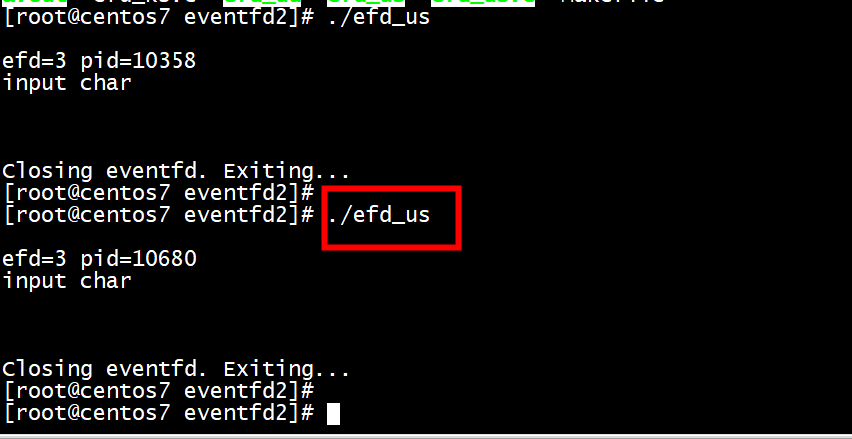 [root@centos7 eventfd2]# ./efd_us
efd=3 pid=10358
input char
Closing eventfd. Exiting...
[root@centos7 eventfd2]#
[root@centos7 eventfd2]# ./efd_us
efd=3 pid=10680
input char
Closing eventfd. Exiting...
[root@centos7 eventfd2]#
[root@centos7 eventfd2]#